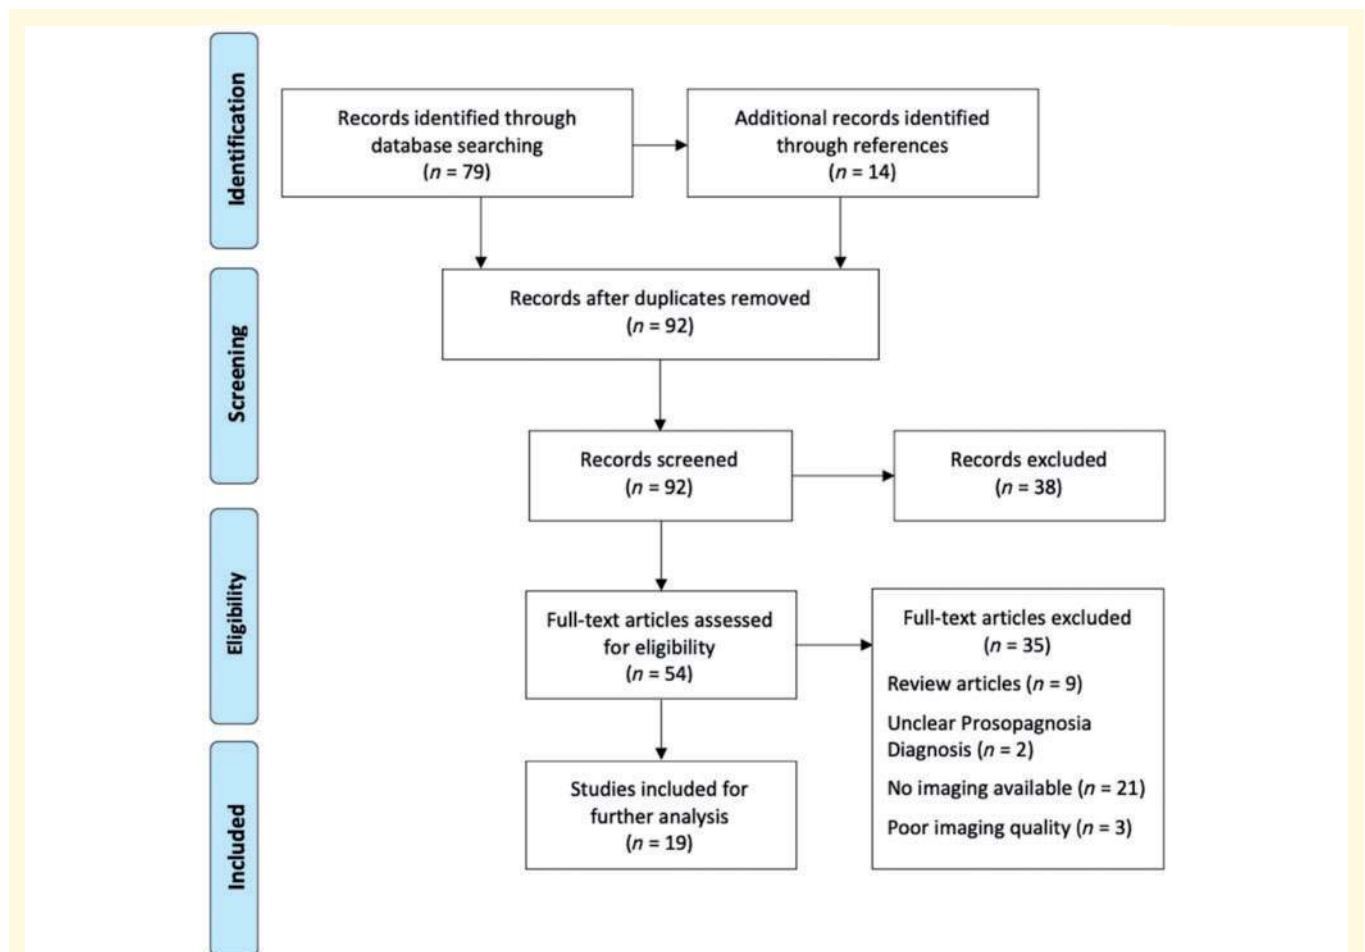 Identification
Records identified through
database searching
(n = 79)
Additional records identified
through references
(n = 14)
Screening
Records after duplicates removed
(n = 92)
Records screened
(n = 92)
Records excluded
(n = 38)
Eligibility
Full-text articles assessed
for eligibility
(n = 54)
Full-text articles excluded
(n = 35)
Review articles (n = 9)
Unclear Prosopagnosia
Diagnosis (n = 2)
No imaging available (n = 21)
Poor imaging quality (n = 3)
Included
Studies included for
further analysis
(n = 19)